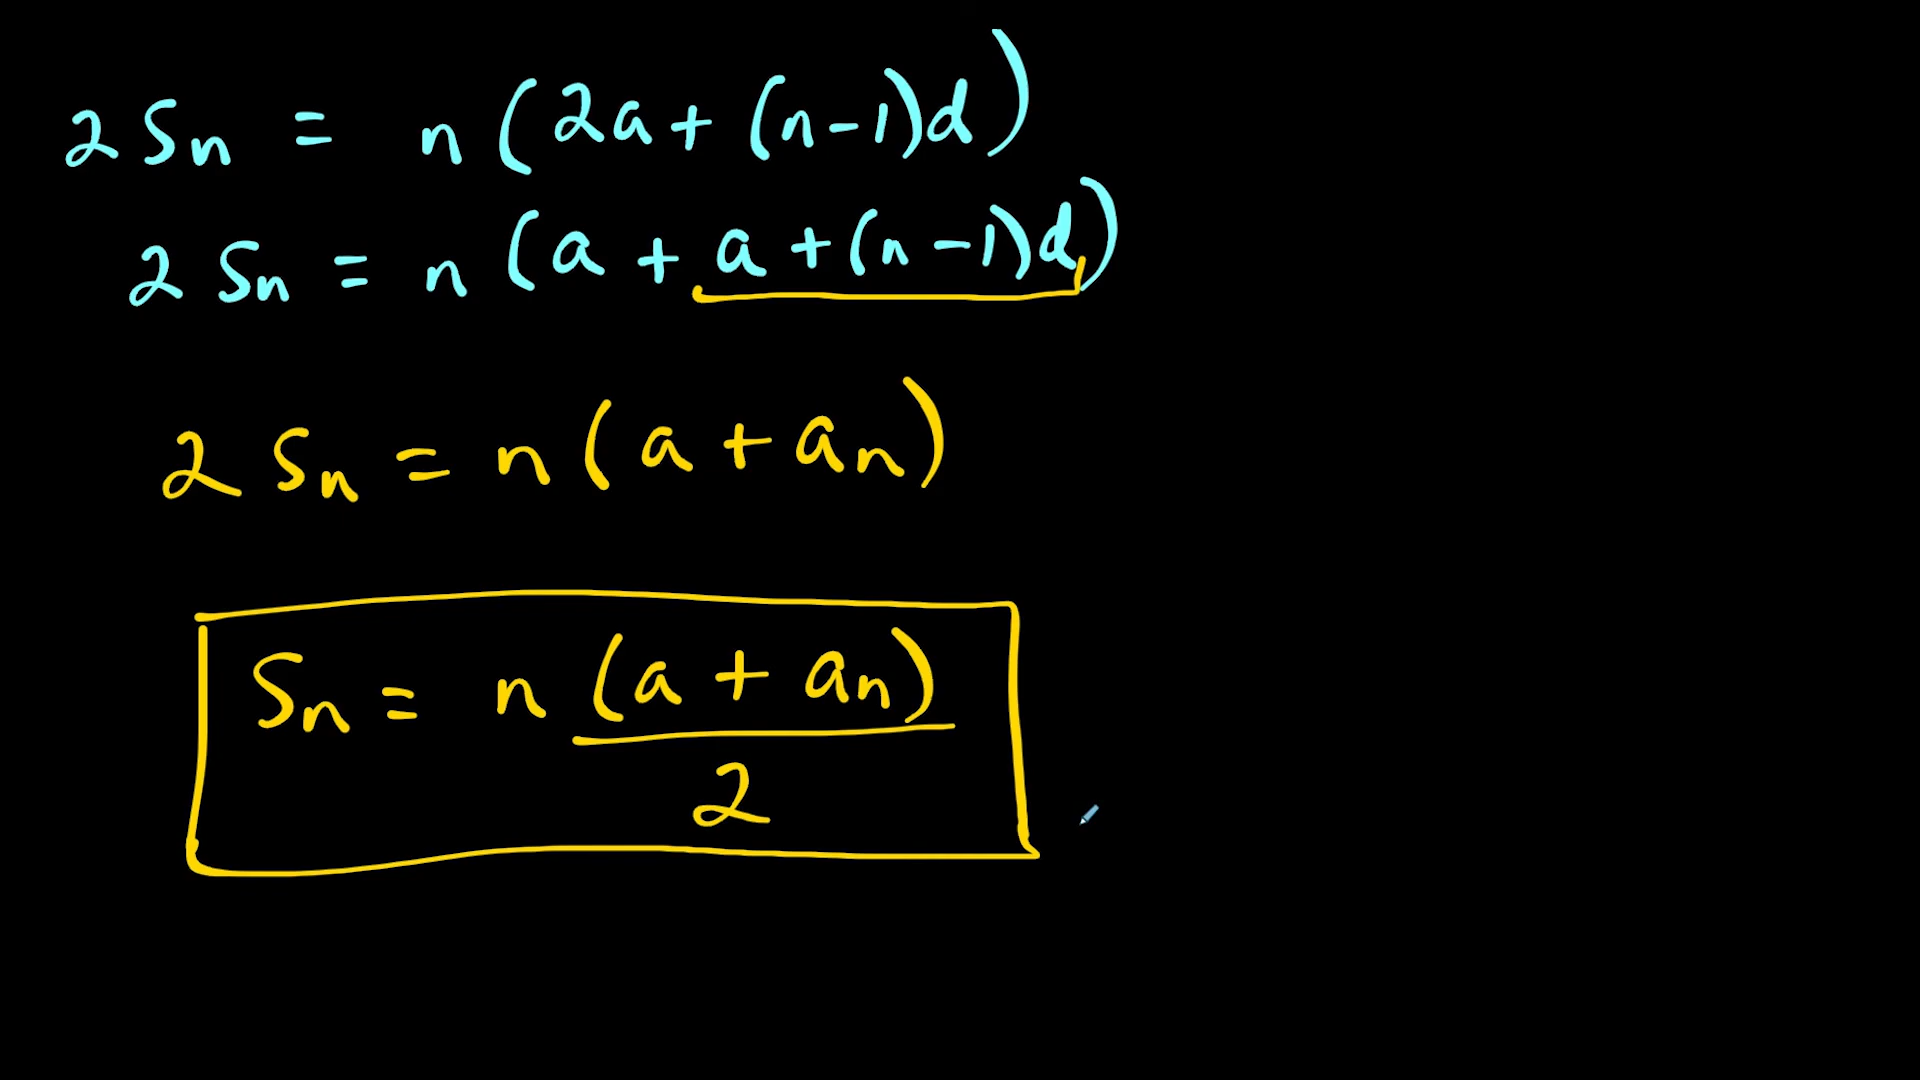 2Sn = n(2a+(n-1)d)
2Sn = n(a + a+(n-1)d)
2Sn = n(a + an)
Sn = n (a + an)
2